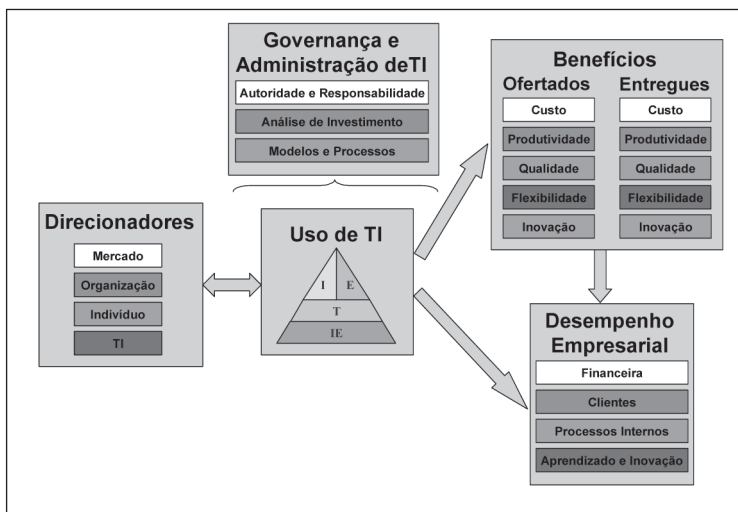 Governança e
Administração deTI
Autoridade e Responsabilidade
Análise de Investimento
Modelos e Processos
Benefícios
Ofertados Entregues
Custo Custo
Produtividade Produtividade
Qualidade Qualidade
Flexibilidade Flexibilidade
Inovação Inovação
Direcionadores
Mercado
Organização
Indivíduo
TI
Uso de TI
I E
T
IE
Desempenho
Empresarial
Financeira
Clientes
Processos Internos
Aprendizado e Inovação